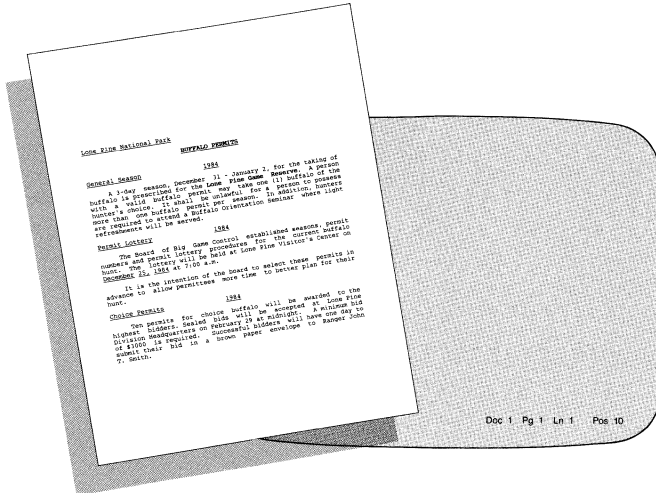 Lone Pine National Park
BUFFALO PERMITS
1984
General Season
A 3-day season, December 31 - January 2, for the taking of
buffalo is prescribed for the Lone Pine Game Reserve. A person
with a valid buffalo permit may take one (1) buffalo of the
hunter's choice. It shall be unlawful for a person to possess
more than one buffalo permit per season. In addition, hunters
are required to attend a Buffalo Orientation Seminar where light
refreshments will be served.
1984
Permit Lottery
The Board of Big Game Control established seasons, permit
numbers and permit lottery procedures for the current buffalo
hunt. The lottery will be held at Lone Pine Visitor's Center on
December 25, 1984 at 7:00 a.m.
It is the intention of the board to select these permits in
advance to allow permittees more time to better plan for their
hunt.
1984
Choice Permits
Ten permits for choice buffalo will be awarded to the
highest bidders. Sealed bids will be accepted at Lone Pine
Division Headquarters on February 29 at midnight. A minimum bid
of $1000 is required. Successful bidders will have one day to
submit their bid in a brown paper envelope to Ranger John
T. Smith.
Doc 1 Pg 1 Ln 1 Pos 10